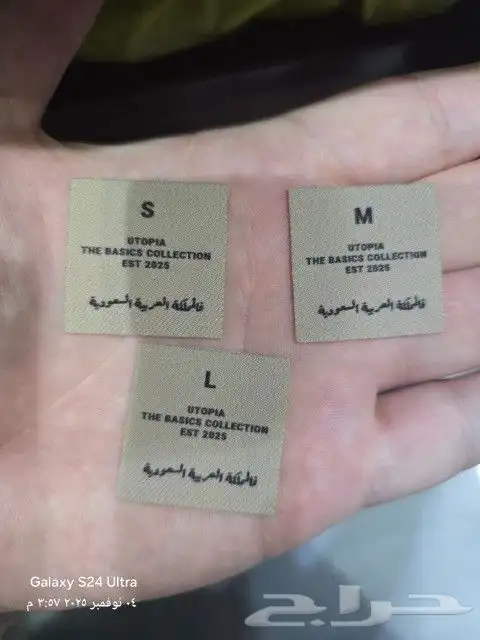 S
UTOPIA
THE BASICS COLLECTION
EST 2025
المملكة العربية السعودية
M
UTOPIA
THE BASICS COLLECTION
EST 2025
المملكة العربية السعودية
L
UTOPIA
THE BASICS COLLECTION
EST 2025
المملكة العربية السعودية
Galaxy S24 Ultra
٠٤ نوفمبر ٢٠٢٥ ٣:٥٧ م
حراج